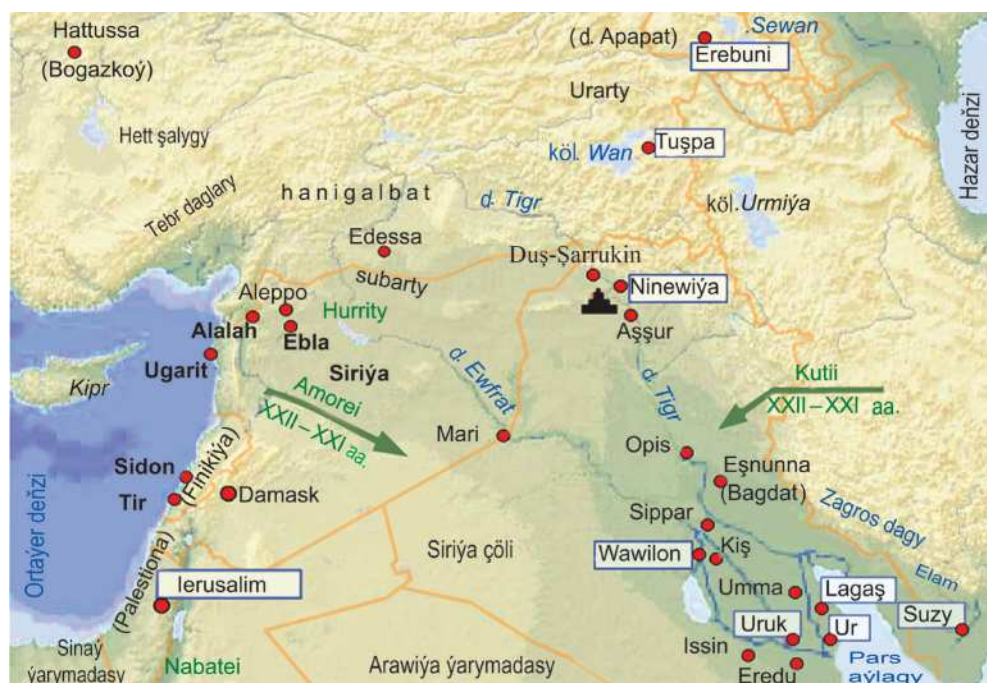 Hattussa
(Bogazkoý)
(d. Apapat)
Sewan
Erebuni
Urarty
Hett şalygy
köl. Wan
Tuşpa
Hazar deňzi
Tebr daglary
hanigalbat
d. Tigr
köl. Urmiýa
Edessa
subarty
Duş-Şarrukin
Ninewiýa
Aleppo
Hurrity
Aşşur
Alalah
Ebla
Ugarit
Siriýa
Kipr
Amorei
XXII–XXI aa.
d. Ewfrat
d. Tigr
Kutii
XXII–XXI aa.
Mari
Opis
Eşnunna
(Bagdat)
Sidon
(Finikiýa)
Tir
Damask
Zagros dagy
Sippar
Ortaýer deňzi
Siriýa çöli
Wawilon
Kiş
Elam
(Palestiona)
Ierusalim
Umma
Lagaş
Suzy
Uruk
Ur
Issin
Sinaý
ýarymadasy
Nabatei
Arawiýa ýarymadasy
Eredu
Pars
aýlagy